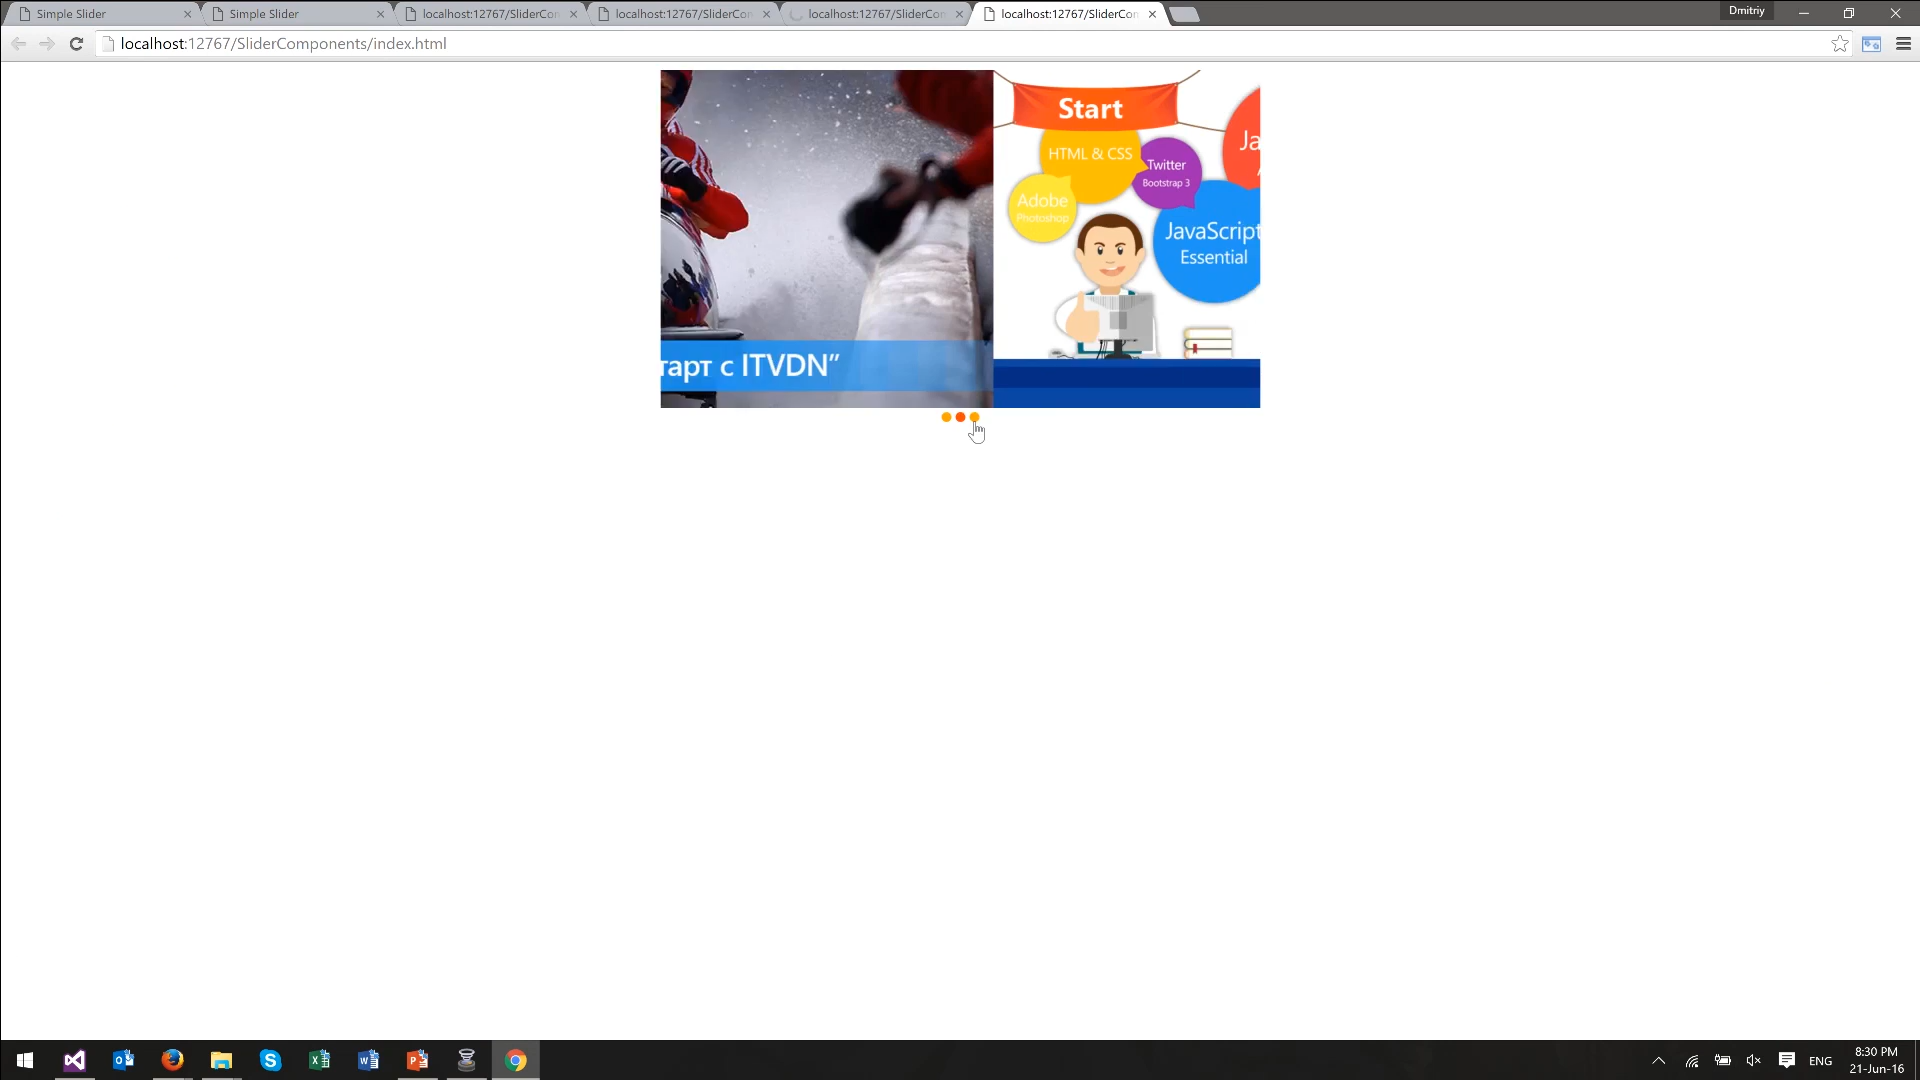 Simple Slider
Simple Slider
localhost:12767/SliderCon
localhost:12767/SliderCon
localhost:12767/SliderCon
localhost:12767/SliderCon
Dmitriy
localhost:12767/SliderComponents/index.html
Start
HTML & CSS
Twitter
Bootstrap 3
Adobe
Photoshop
Ja
JavaScript
Essential
тарт с ITVDN”
ENG
8:30 PM
21-Jun-16